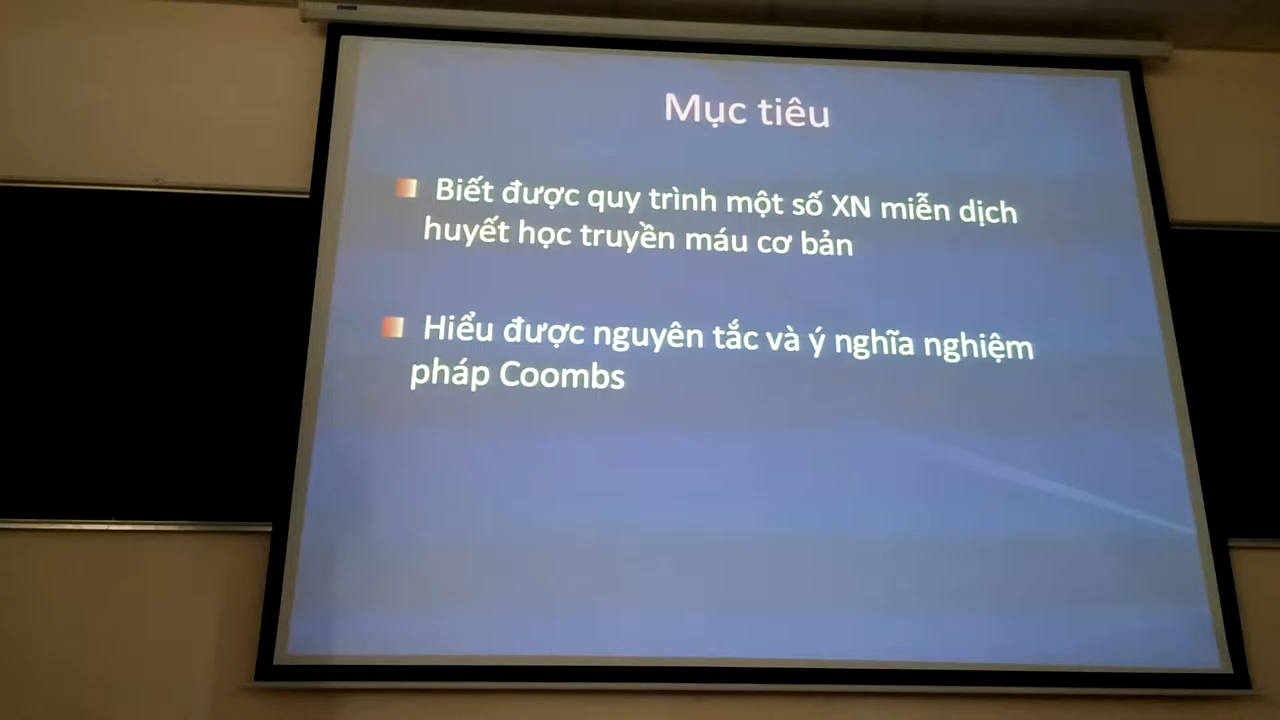 Mục tiêu
Biết được quy trình một số XN miễn dịch
huyết học truyền máu cơ bản
Hiểu được nguyên tắc và ý nghĩa nghiệm
pháp Coombs